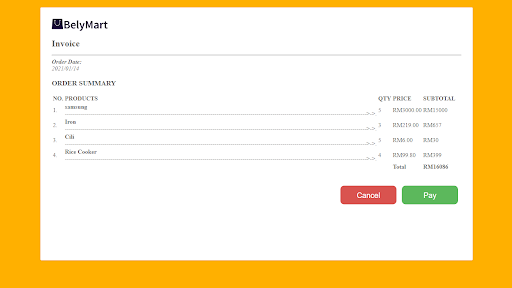 BelyMart
Invoice
Order Date:
2021/01/14
ORDER SUMMARY
NO. PRODUCTS QTY PRICE SUBTOTAL
1. samsung 5 RM3000.00 RM15000
2. Iron 3 RM219.00 RM657
3. Cili 5 RM6.00 RM30
4. Rice Cooker 4 RM99.80 RM399
Total RM16086
Cancel Pay